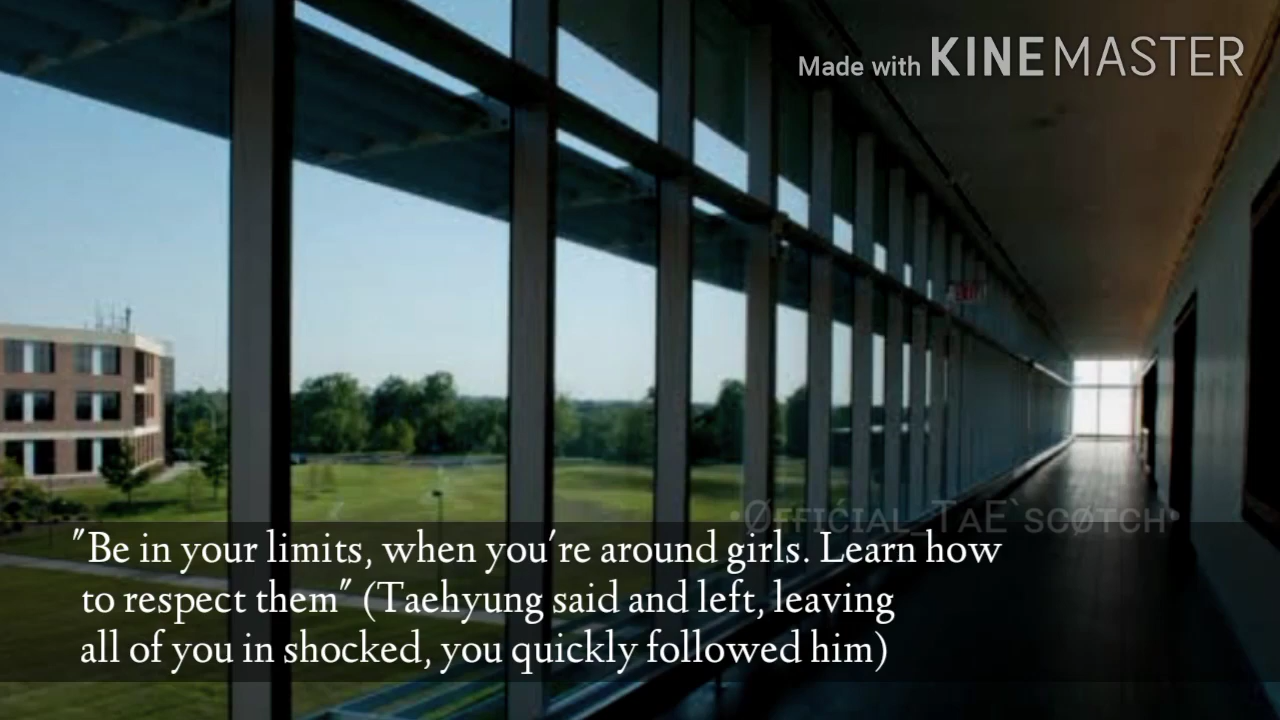 Made with KINEMASTER
•Øfficial_TaE`scøtch•
"Be in your limits, when you're around girls. Learn how
to respect them" (Taehyung said and left, leaving
all of you in shocked, you quickly followed him)